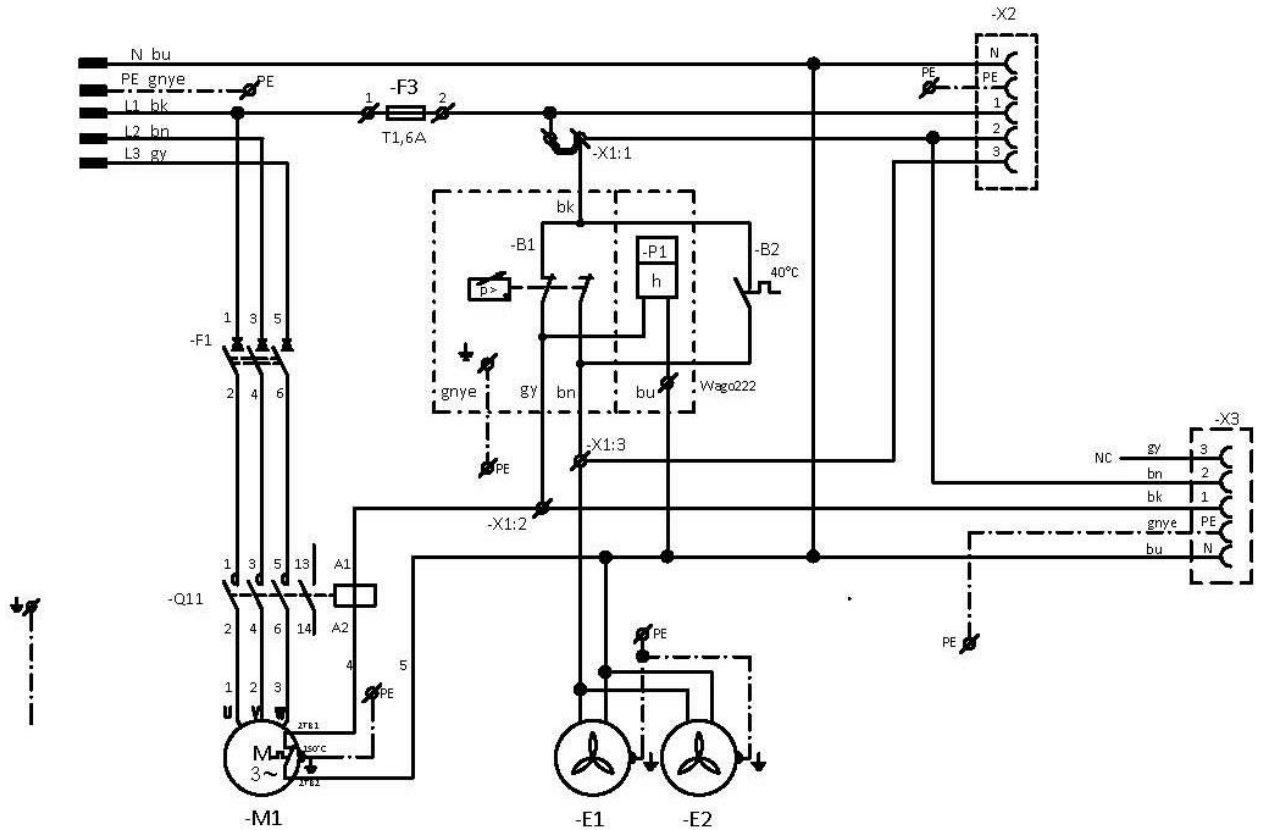 -X2
N bu
N
PE gnye
PE
PE
PE
-F3
L1 bk
1
2
1
T1,6A
L2 bn
2
-X1:1
L3 gy
3
bk
-B1
-P1
-B2
40°C
p>
h
1 3 5
-F1
2 4 6
gnye
gy
bn
bu
Wago222
-X3
-X1:3
NC
gy
3
PE
bn
2
bk
1
-X1:2
gnye
PE
bu
N
1 3 5 13
A1
-Q11
2 4 6 14
A2
PE
PE
4
5
1 2 3
PE
U V W
2TB1
M
150°C
3~
2TB2
-M1
-E1
-E2